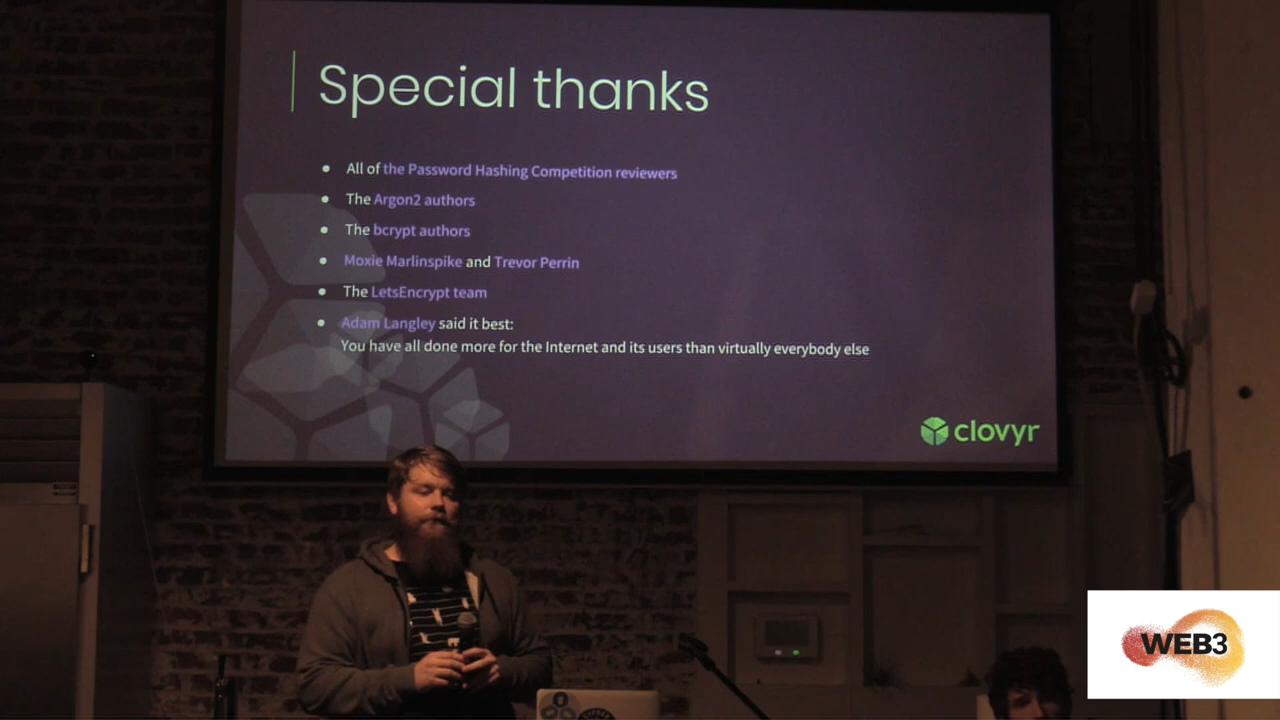 Special thanks
All of the Password Hashing Competition reviewers
The Argon2 authors
The bcrypt authors
Moxie Marlinspike and Trevor Perrin
The LetsEncrypt team
Adam Langley said it best:
You have all done more for the Internet and its users than virtually everybody else
clovyr
WEB3